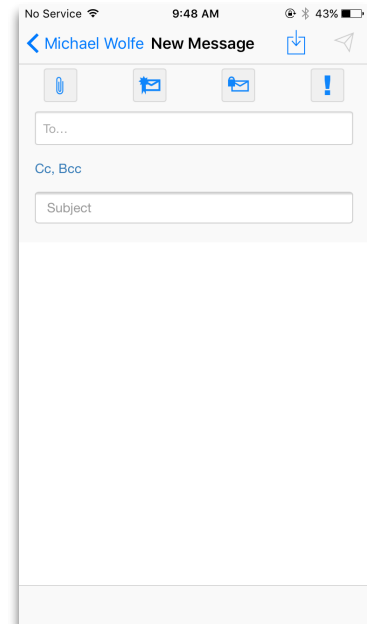 No Service 9:48 AM 43%
Michael Wolfe New Message
To...
Cc, Bcc
Subject